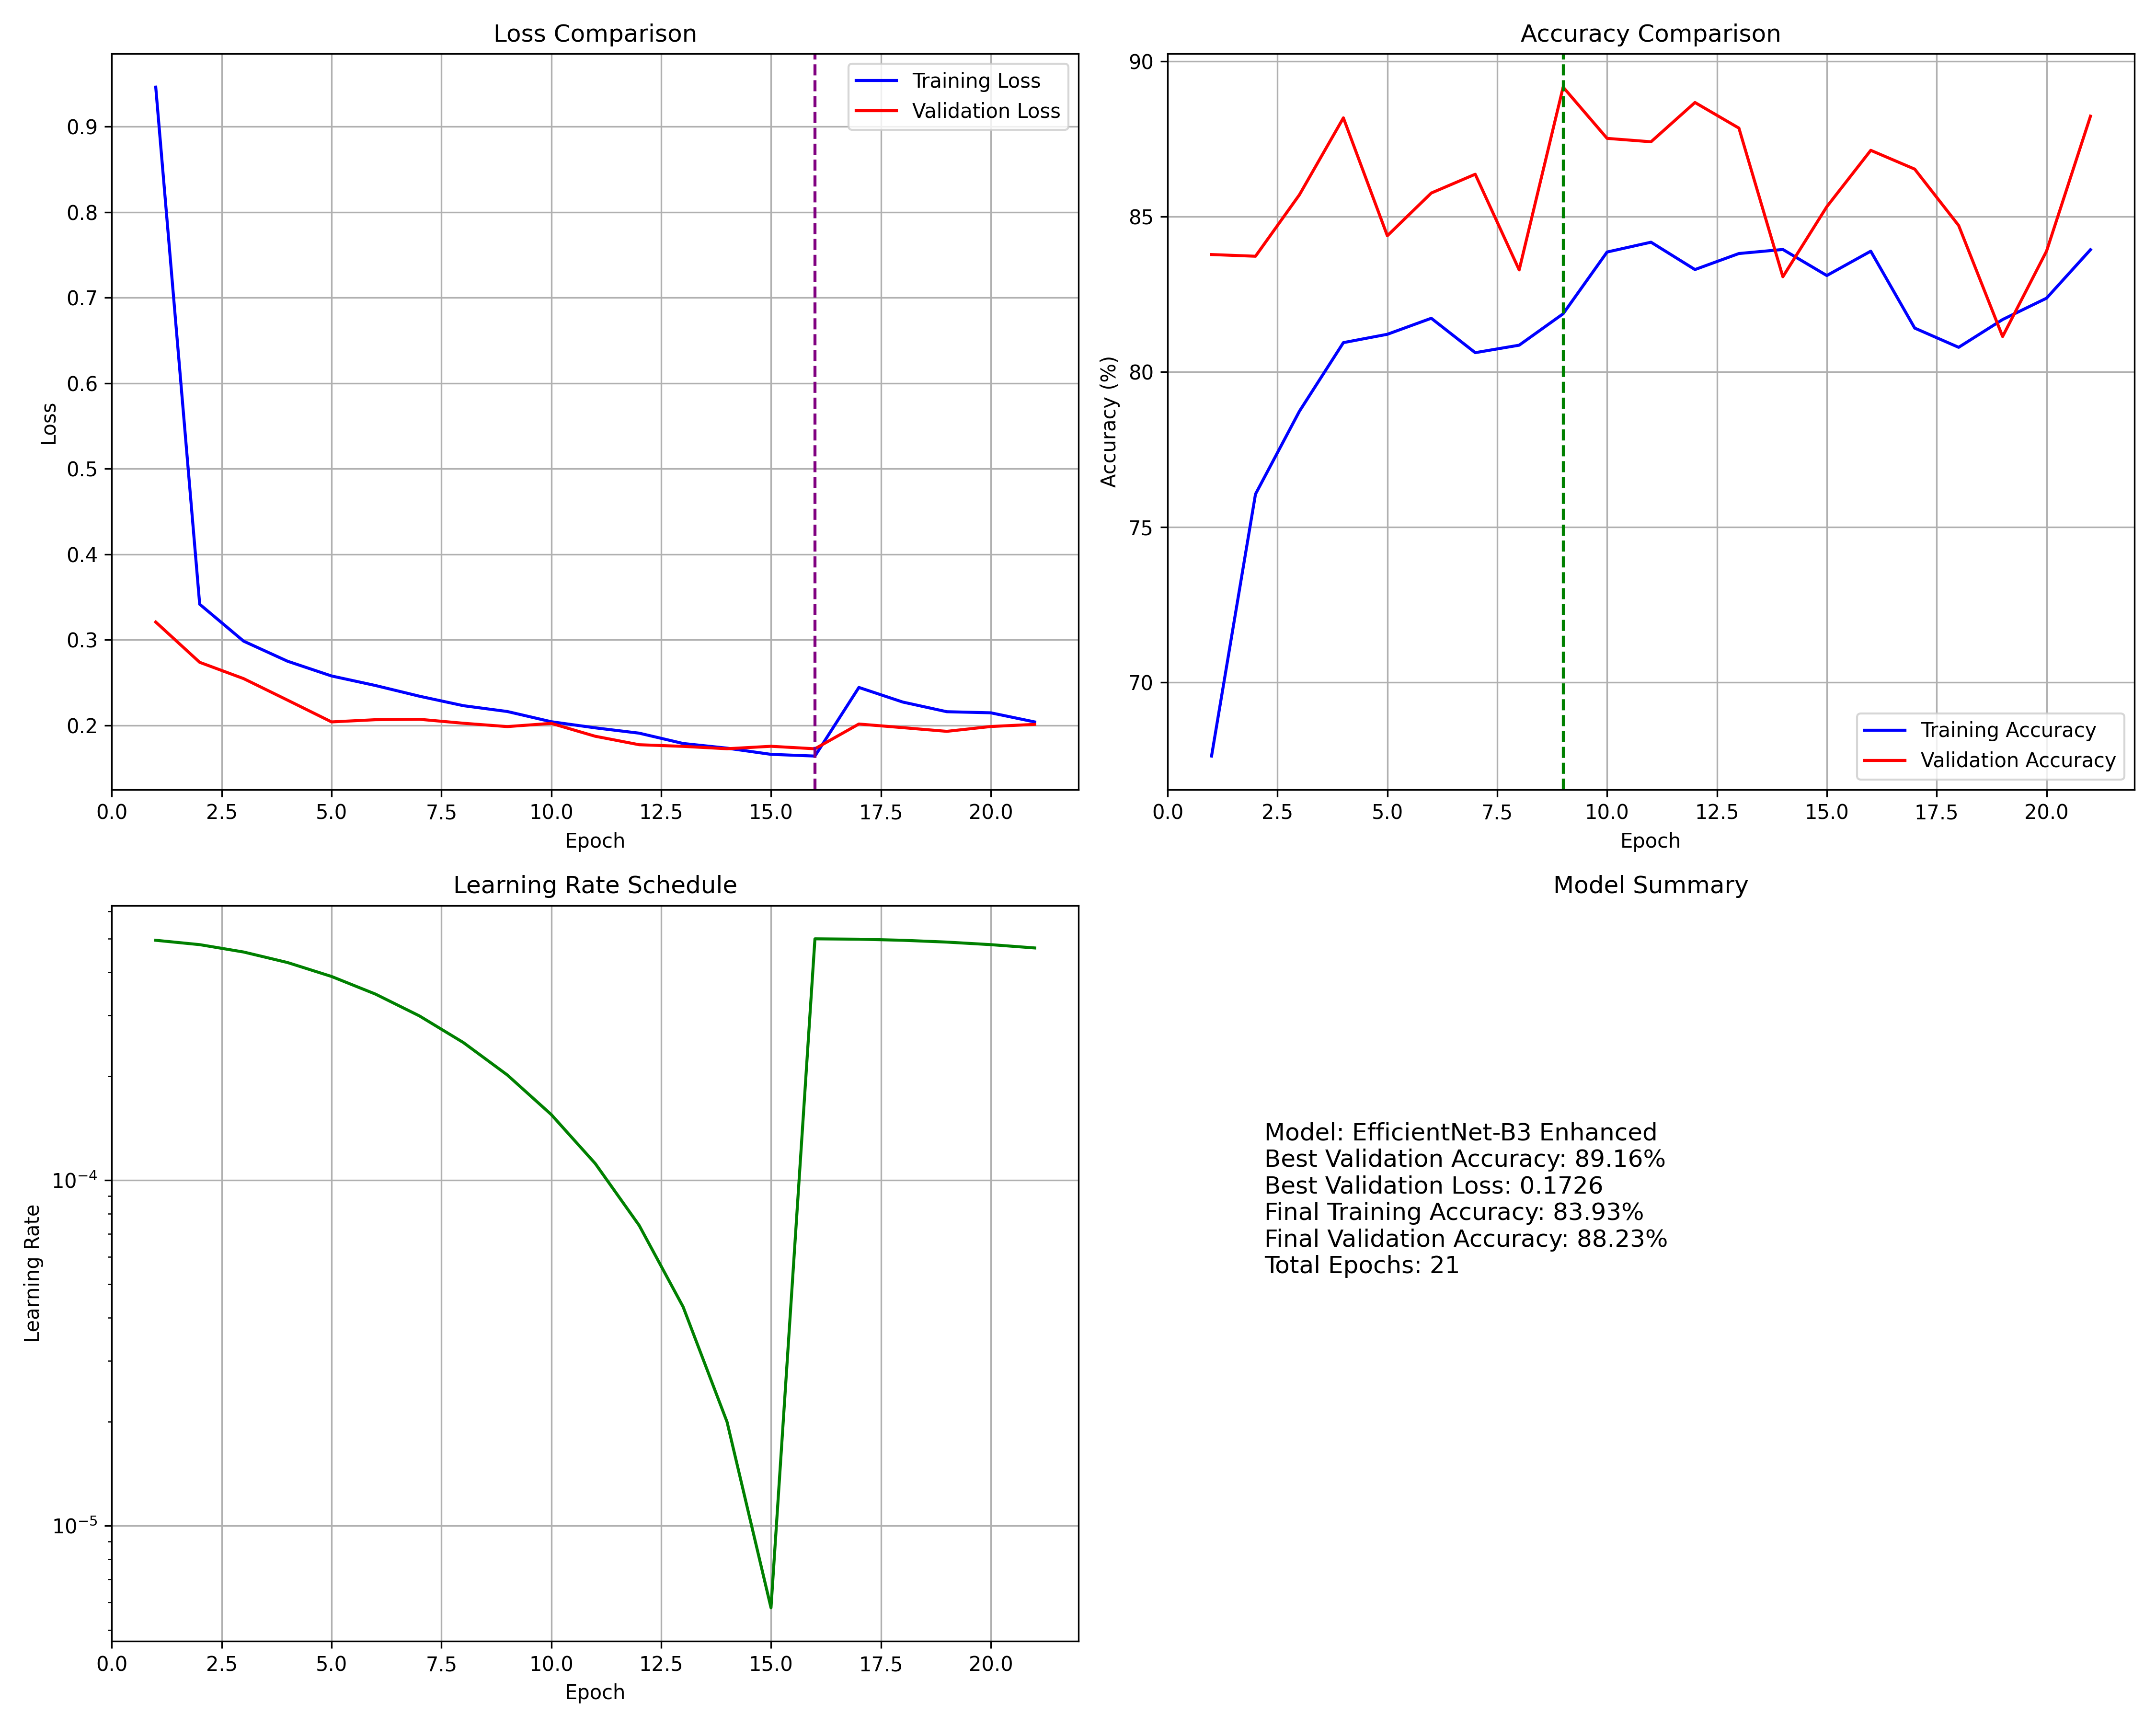 Loss Comparison
Training Loss
Validation Loss
0.9
0.8
0.7
0.6
0.5
0.4
0.3
0.2
Loss
0.0 2.5 5.0 7.5 10.0 12.5 15.0 17.5 20.0
Epoch
Accuracy Comparison
90
85
80
75
70
Accuracy (%)
Training Accuracy
Validation Accuracy
0.0 2.5 5.0 7.5 10.0 12.5 15.0 17.5 20.0
Epoch
Learning Rate Schedule
10⁻⁴
10⁻⁵
Learning Rate
0.0 2.5 5.0 7.5 10.0 12.5 15.0 17.5 20.0
Epoch
Model Summary
Model: EfficientNet-B3 Enhanced
Best Validation Accuracy: 89.16%
Best Validation Loss: 0.1726
Final Training Accuracy: 83.93%
Final Validation Accuracy: 88.23%
Total Epochs: 21